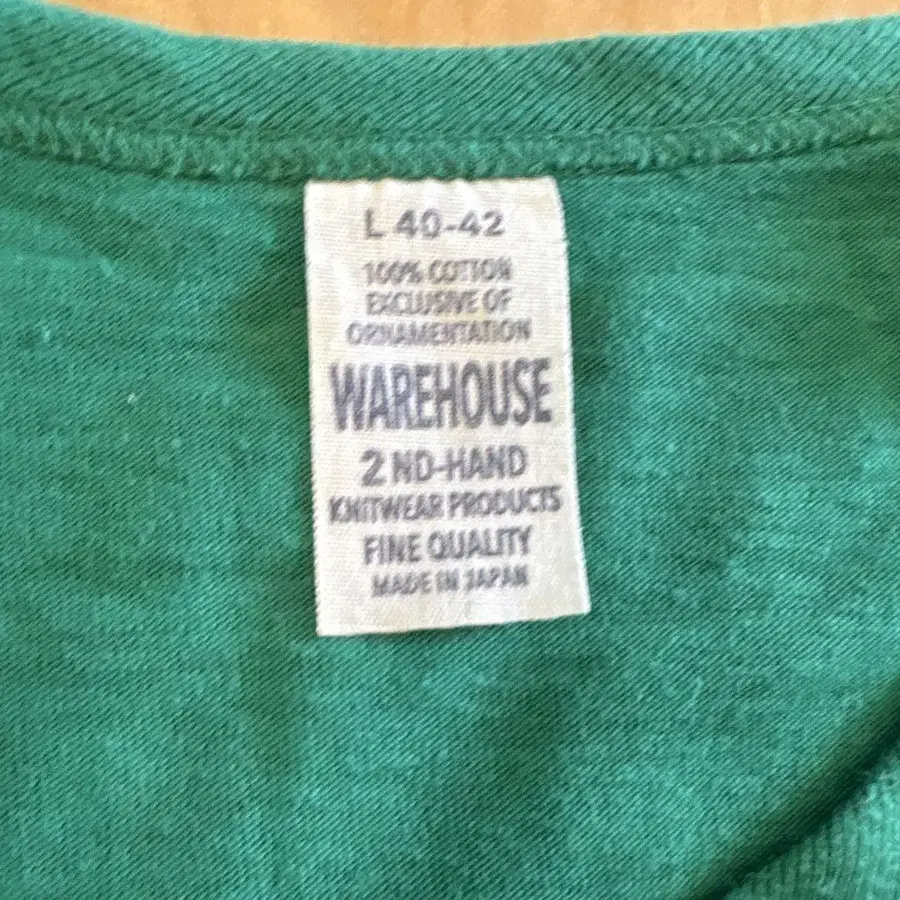 L 40-42
100% COTTON
EXCLUSIVE OF
ORNAMENTATION
WAREHOUSE
2 ND-HAND
KNITWEAR PRODUCTS
FINE QUALITY
MADE IN JAPAN